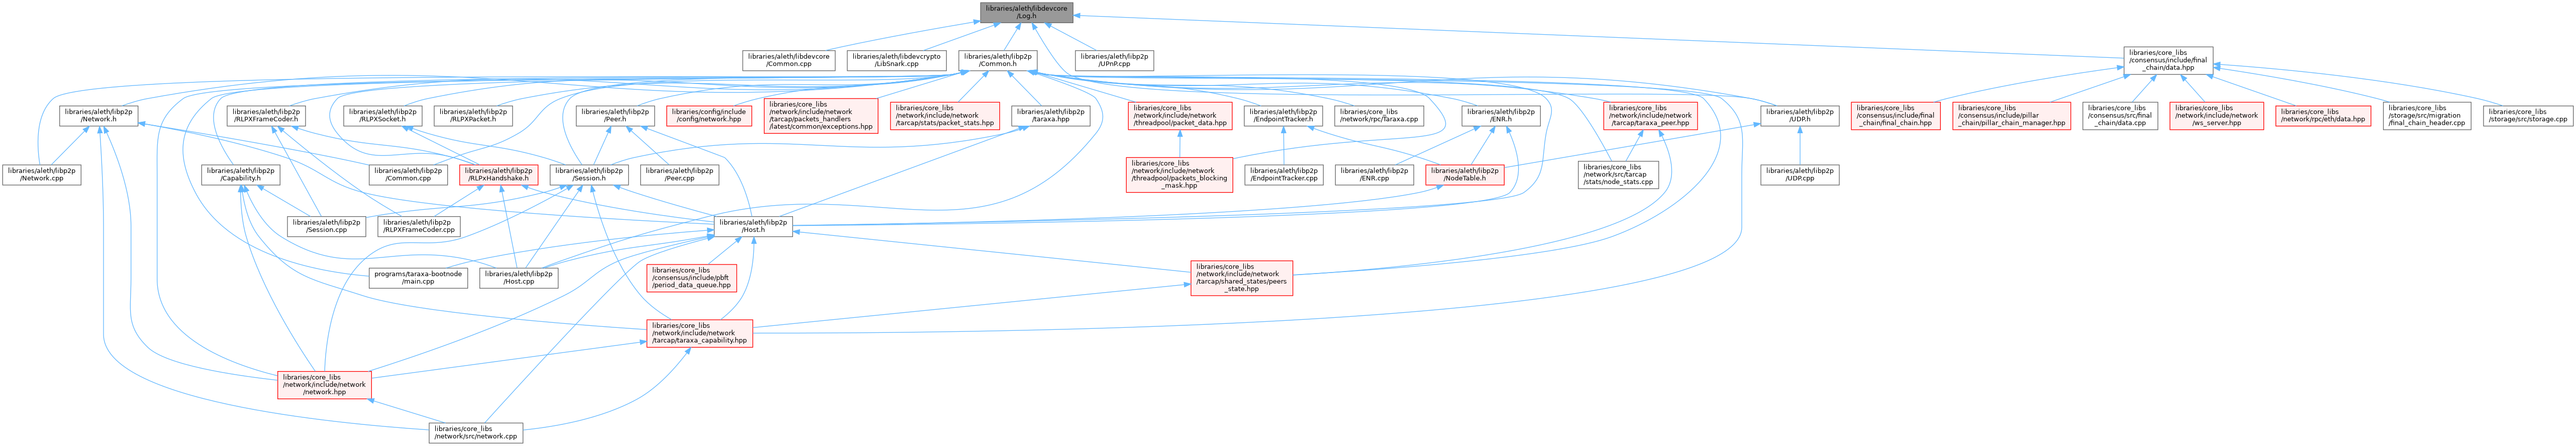 libraries/aleth/libdevcore
/Log.h
libraries/aleth/libdevcore
/Common.cpp
libraries/aleth/libdevcrypto
/LibSnark.cpp
libraries/aleth/libp2p
/Common.h
libraries/aleth/libp2p
/UPnP.cpp
libraries/core_libs
/consensus/include/final
_chain/data.hpp
libraries/aleth/libp2p
/Network.h
libraries/aleth/libp2p
/RLPXFrameCoder.h
libraries/aleth/libp2p
/RLPXSocket.h
libraries/aleth/libp2p
/RLPXPacket.h
libraries/aleth/libp2p
/Peer.h
libraries/config/include
/config/network.hpp
libraries/core_libs
/network/include/network
/tarcap/packets_handlers
/latest/common/exceptions.hpp
libraries/core_libs
/network/include/network
/tarcap/stats/packet_stats.hpp
libraries/aleth/libp2p
/taraxa.hpp
libraries/core_libs
/network/include/network
/threadpool/packet_data.hpp
libraries/aleth/libp2p
/EndpointTracker.h
libraries/core_libs
/network/rpc/Taraxa.cpp
libraries/aleth/libp2p
/ENR.h
libraries/core_libs
/network/include/network
/tarcap/taraxa_peer.hpp
libraries/aleth/libp2p
/UDP.h
libraries/core_libs
/consensus/include/final
_chain/final_chain.hpp
libraries/core_libs
/consensus/include/pillar
_chain/pillar_chain_manager.hpp
libraries/core_libs
/consensus/src/final
_chain/data.cpp
libraries/core_libs
/network/include/network
/ws_server.hpp
libraries/core_libs
/network/rpc/eth/data.hpp
libraries/core_libs
/storage/src/migration
/final_chain_header.cpp
libraries/core_libs
/storage/src/storage.cpp
libraries/aleth/libp2p
/Network.cpp
libraries/aleth/libp2p
/Capability.h
libraries/aleth/libp2p
/Common.cpp
libraries/aleth/libp2p
/RLPxHandshake.h
libraries/aleth/libp2p
/Session.h
libraries/aleth/libp2p
/Peer.cpp
libraries/core_libs
/network/include/network
/threadpool/packets_blocking
_mask.hpp
libraries/aleth/libp2p
/EndpointTracker.cpp
libraries/aleth/libp2p
/ENR.cpp
libraries/aleth/libp2p
/NodeTable.h
libraries/core_libs
/network/src/tarcap
/stats/node_stats.cpp
libraries/aleth/libp2p
/UDP.cpp
libraries/aleth/libp2p
/Session.cpp
libraries/aleth/libp2p
/RLPXFrameCoder.cpp
libraries/aleth/libp2p
/Host.h
programs/taraxa-bootnode
/main.cpp
libraries/aleth/libp2p
/Host.cpp
libraries/core_libs
/consensus/include/pbft
/period_data_queue.hpp
libraries/core_libs
/network/include/network
/tarcap/shared_states/peers
_state.hpp
libraries/core_libs
/network/include/network
/tarcap/taraxa_capability.hpp
libraries/core_libs
/network/include/network
/network.hpp
libraries/core_libs
/network/src/network.cpp